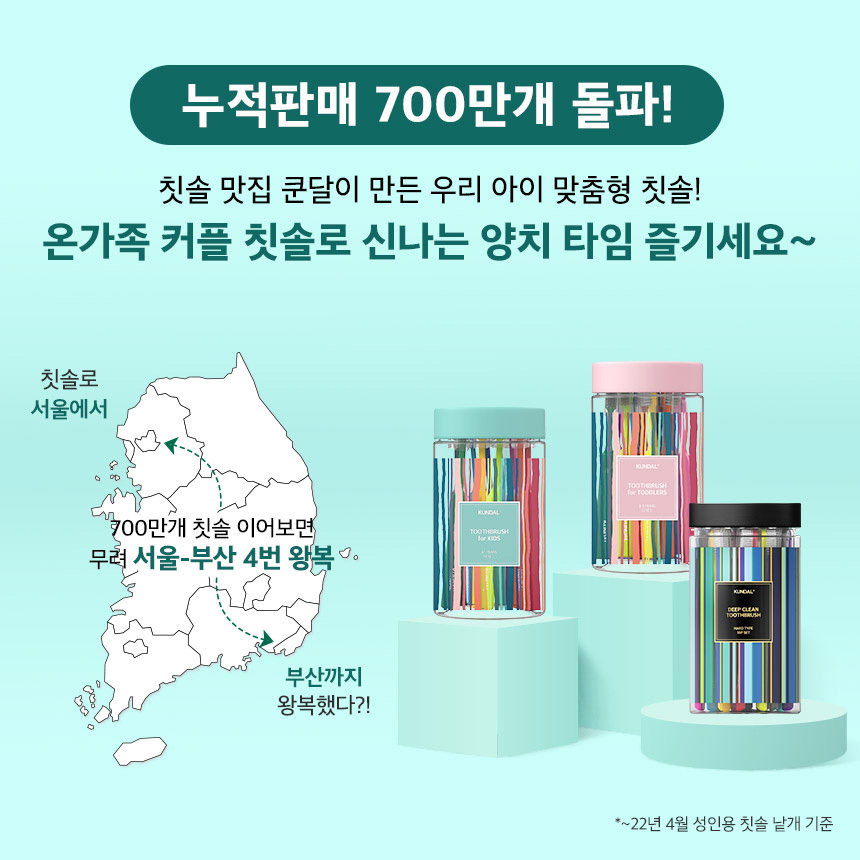 누적판매 700만개 돌파!
칫솔 맛집 쿤달이 만든 우리 아이 맞춤형 칫솔!
온가족 커플 칫솔로 신나는 양치 타임 즐기세요~
칫솔로
서울에서
700만개 칫솔 이어보면
무려 서울-부산 4번 왕복
부산까지
왕복했다?!
KUNDAL
TOOTHBRUSH
for KIDS
KUNDAL
TOOTHBRUSH
for TODDLERS
KUNDAL
DEEP CLEAN
TOOTHBRUSH
HARD TYPE
10P SET
*~22년 4월 성인용 칫솔 낱개 기준